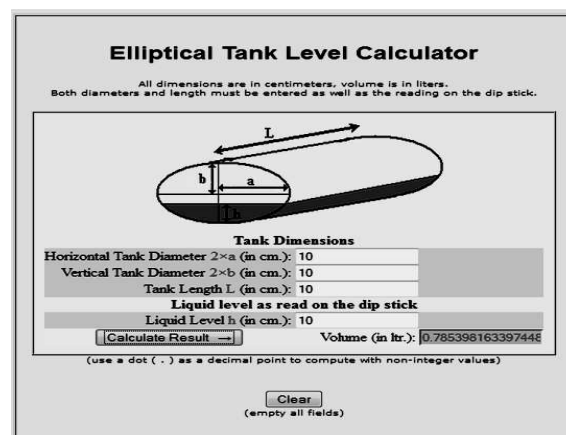 Elliptical Tank Level Calculator
All dimensions are in centimeters, volume is in liters.
Both diameters and length must be entered as well as the reading on the dip stick.
L
b
a
h
Tank Dimensions
Horizontal Tank Diameter 2×a (in cm.): 10
Vertical Tank Diameter 2×b (in cm.): 10
Tank Length L (in cm.): 10
Liquid level as read on the dip stick
Liquid Level h (in cm.): 10
Calculate Result → Volume (in ltr.): 0.785398163397448
(use a dot ( . ) as a decimal point to compute with non-integer values)
Clear
(empty all fields)